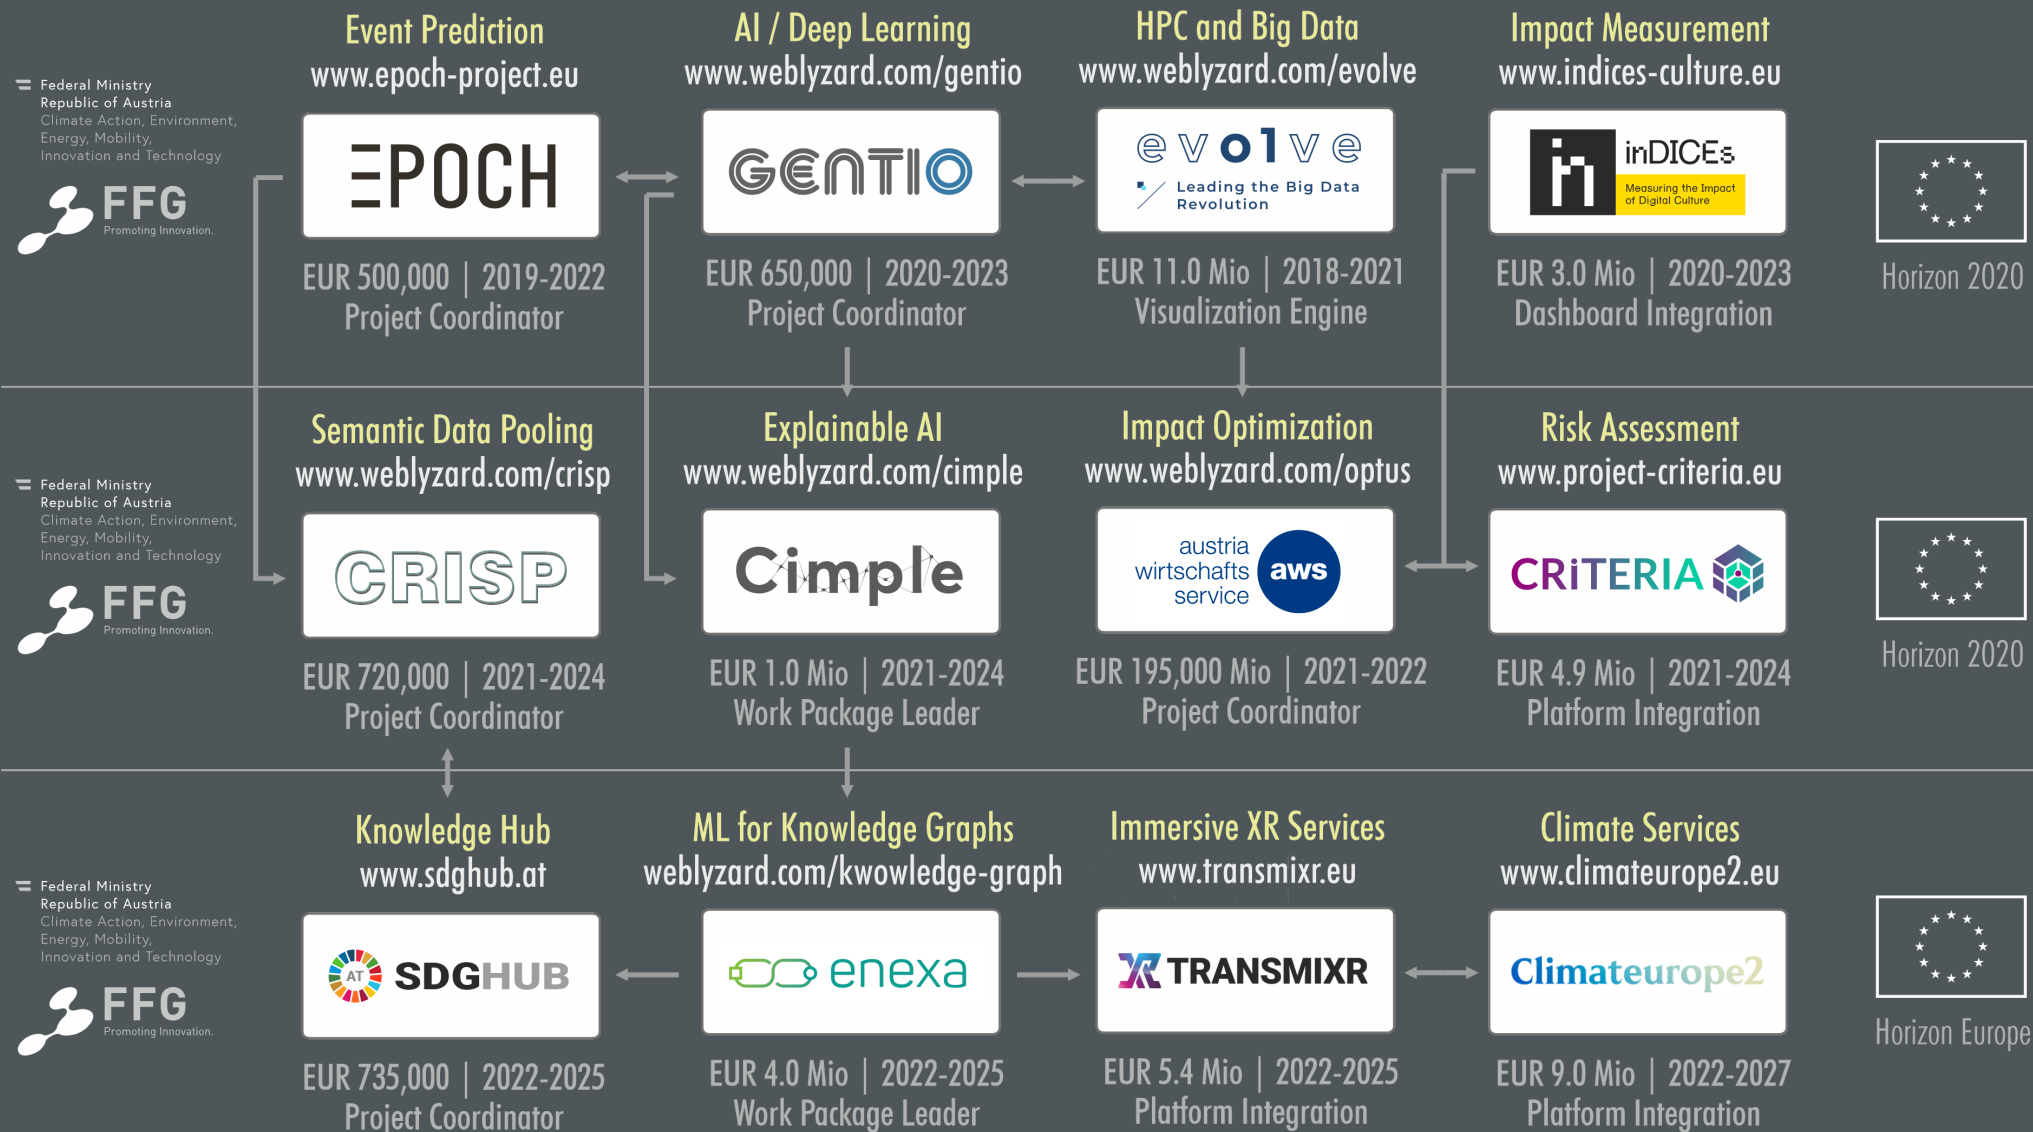 Federal Ministry
Republic of Austria
Climate Action, Environment,
Energy, Mobility,
Innovation and Technology
FFG
Promoting Innovation.
Event Prediction
www.epoch-project.eu
EPOCH
EUR 500,000 | 2019-2022
Project Coordinator
AI / Deep Learning
www.weblyzard.com/gentio
GENTIO
EUR 650,000 | 2020-2023
Project Coordinator
HPC and Big Data
www.weblyzard.com/evolve
evolve
Leading the Big Data
Revolution
EUR 11.0 Mio | 2018-2021
Visualization Engine
Impact Measurement
www.indices-culture.eu
in
inDICEs
Measuring the Impact
of Digital Culture
EUR 3.0 Mio | 2020-2023
Dashboard Integration
Horizon 2020
Federal Ministry
Republic of Austria
Climate Action, Environment,
Energy, Mobility,
Innovation and Technology
FFG
Promoting Innovation.
Semantic Data Pooling
www.weblyzard.com/crisp
CRISP
EUR 720,000 | 2021-2024
Project Coordinator
Explainable AI
www.weblyzard.com/cimple
Cimple
EUR 1.0 Mio | 2021-2024
Work Package Leader
Impact Optimization
www.weblyzard.com/optus
austria
wirtschafts
service
aws
EUR 195,000 Mio | 2021-2022
Project Coordinator
Risk Assessment
www.project-criteria.eu
CRiTERIA
EUR 4.9 Mio | 2021-2024
Platform Integration
Horizon 2020
Federal Ministry
Republic of Austria
Climate Action, Environment,
Energy, Mobility,
Innovation and Technology
FFG
Promoting Innovation.
Knowledge Hub
www.sdghub.at
AT
SDGHUB
EUR 735,000 | 2022-2025
Project Coordinator
ML for Knowledge Graphs
weblyzard.com/kwowledge-graph
enexa
EUR 4.0 Mio | 2022-2025
Work Package Leader
Immersive XR Services
www.transmixr.eu
XR TRANSMIXR
EUR 5.4 Mio | 2022-2025
Platform Integration
Climate Services
www.climateurope2.eu
Climateurope2
EUR 9.0 Mio | 2022-2027
Platform Integration
Horizon Europe